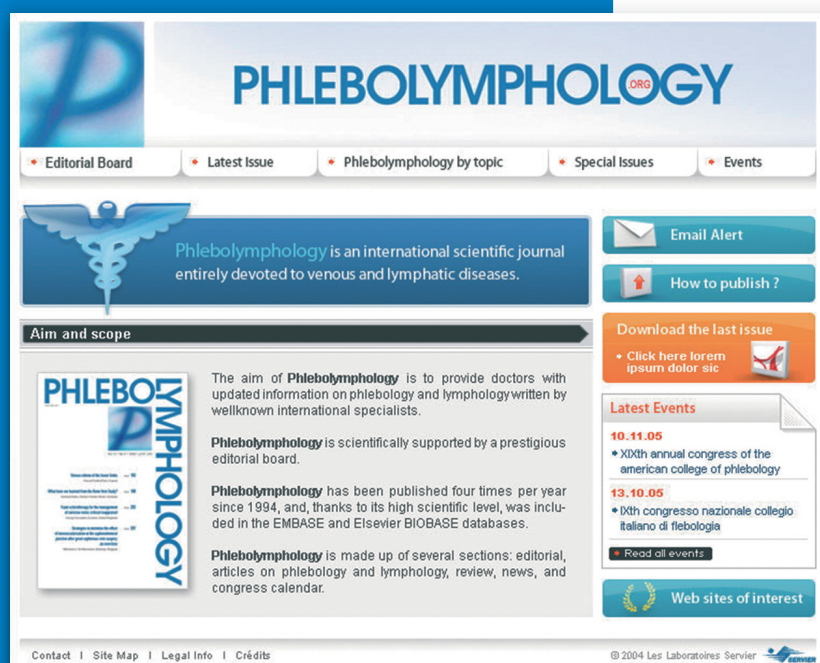 PHLEBOLYMPHOLOGY
.ORG
Editorial Board
Latest Issue
Phlebolymphology by topic
Special Issues
Events
Phlebolymphology is an international scientific journal
entirely devoted to venous and lymphatic diseases.
Email Alert
How to publish ?
Download the last issue
Click here lorem
ipsum dolor sic
Aim and scope
PHLEBO
LYMPHOLOGY
The aim of Phlebolymphology is to provide doctors with
updated information on phlebology and lymphology written by
wellknown international specialists.
Phlebolymphology is scientifically supported by a prestigious
editorial board.
Phlebolymphology has been published four times per year
since 1994, and, thanks to its high scientific level, was inclu-
ded in the EMBASE and Elsevier BIOBASE databases.
Phlebolymphology is made up of several sections: editorial,
articles on phlebology and lymphology, review, news, and
congress calendar.
Latest Events
10.11.05
XIXth annual congress of the
american college of phlebology
13.10.05
IXth congresso nazionale collegio
italiano di flebologia
Read all events
Web sites of interest
Contact I Site Map I Legal Info I Crédits
© 2004 Les Laboratoires Servier
SERVIER